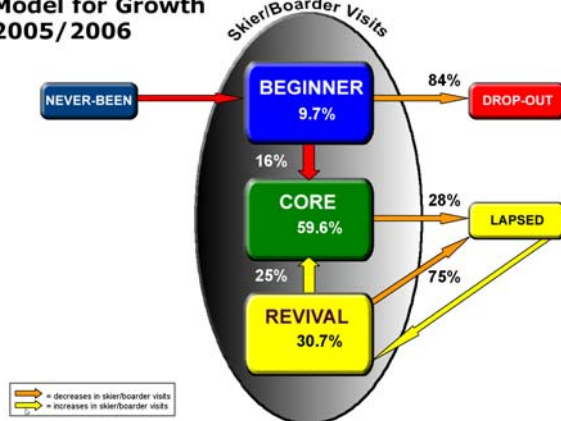 Model for Growth
2005/2006
Skier/Boarder Visits
NEVER-BEEN
BEGINNER
9.7%
84%
DROP-OUT
16%
CORE
59.6%
28%
LAPSED
25%
75%
REVIVAL
30.7%
= decreases in skier/boarder visits
= increases in skier/boarder visits